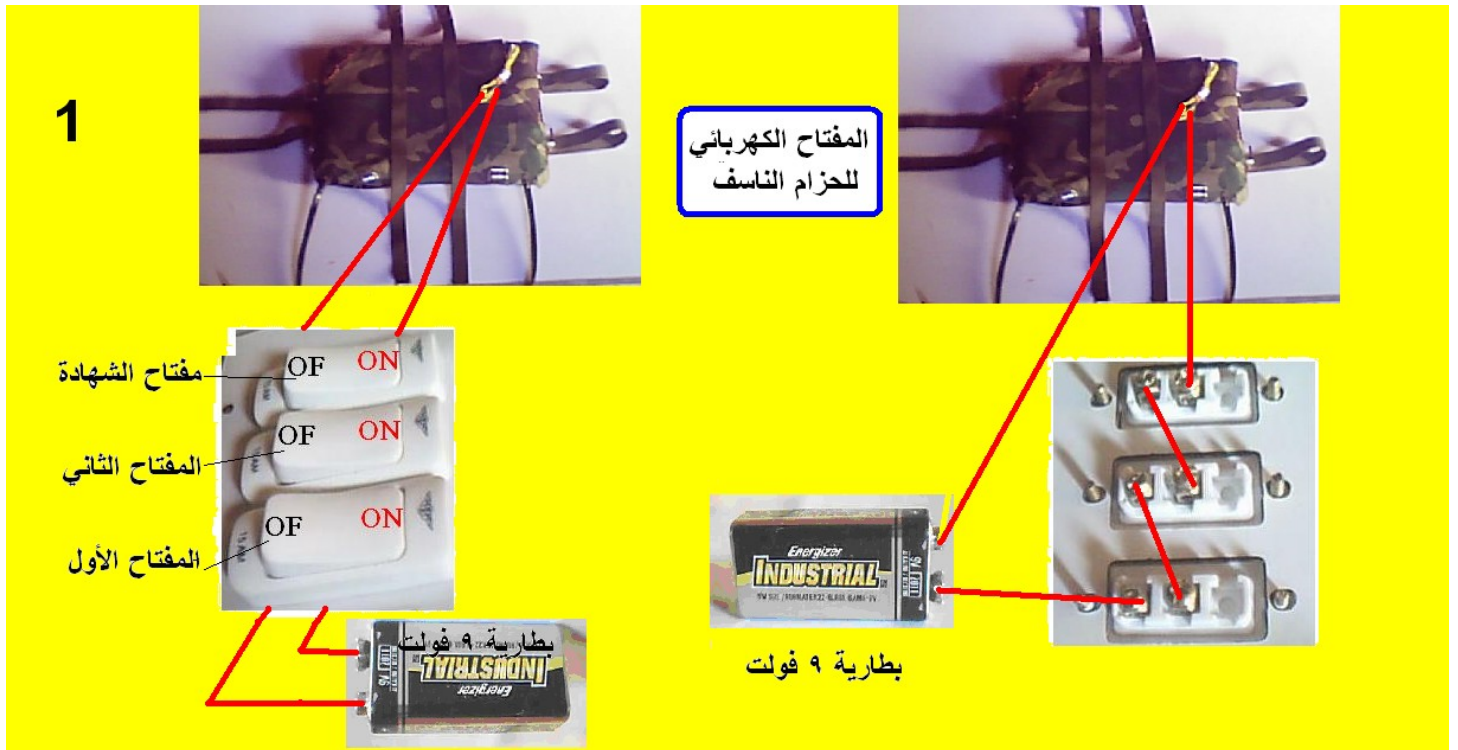 1
المفتاح الكهربائي
للحزام الناسف
OF ON
مفتاح الشهادة
OF ON
المفتاح الثاني
OF ON
المفتاح الأول
بطارية ٩ فولت
Energizer
INDUSTRIAL
Energizer
INDUSTRIAL
بطارية ٩ فولت